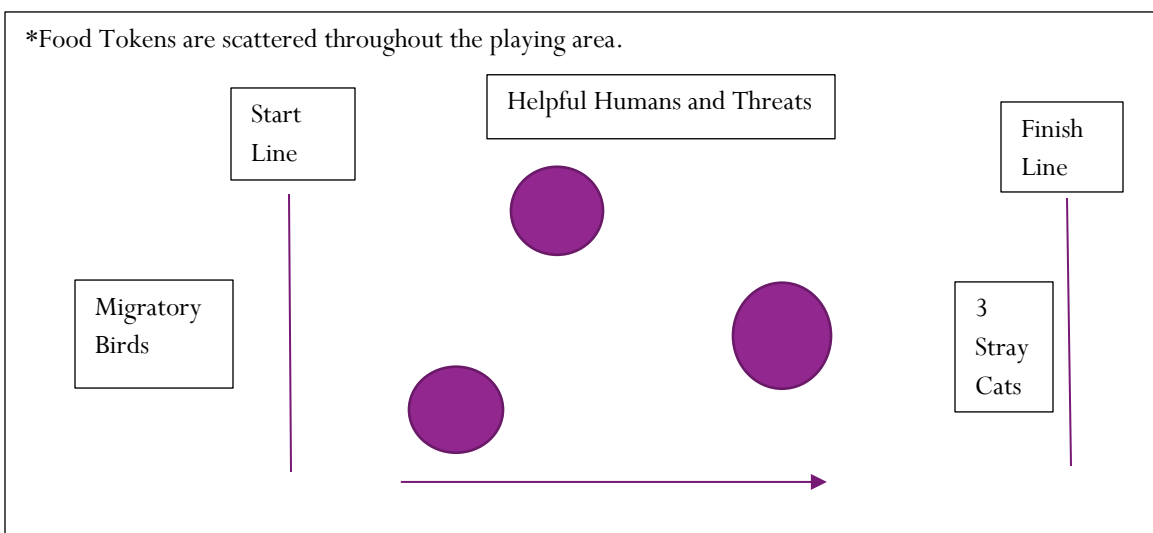 *Food Tokens are scattered throughout the playing area.
Start
Line
Helpful Humans and Threats
Finish
Line
Migratory
Birds
3
Stray
Cats